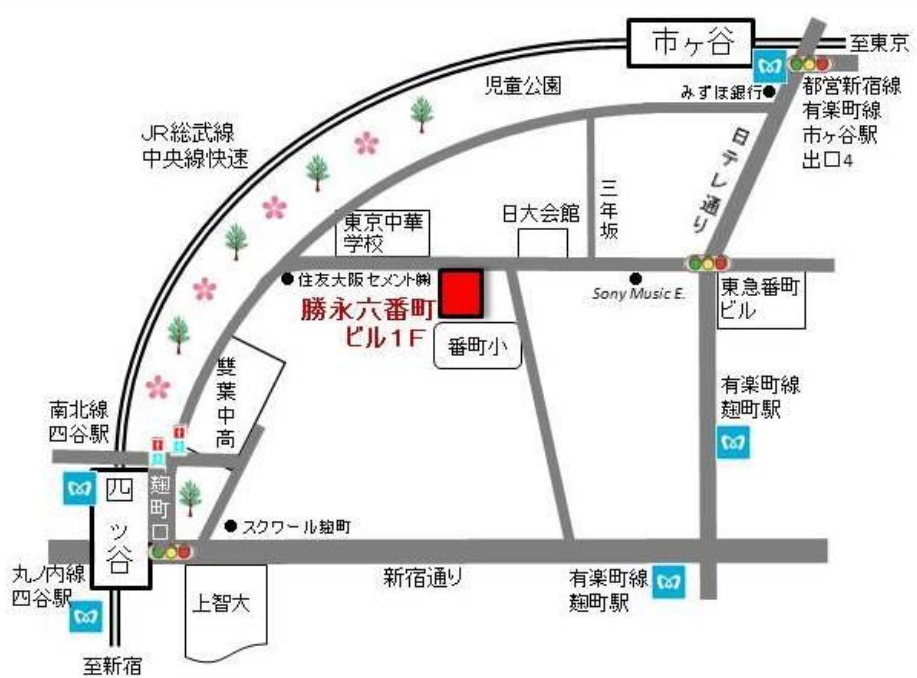 市ヶ谷
至東京
児童公園
みずほ銀行
都営新宿線
有楽町線
市ヶ谷駅
出口4
JR総武線
中央線快速
日テレ通り
三年坂
日大会館
東京中華
学校
住友大阪セメント㈱
Sony Music E.
東急番町
ビル
勝永六番町
ビル1F
番町小
雙葉中高
有楽町線
麹町駅
南北線
四谷駅
四ッ谷
麹町口
スクワール麹町
丸ノ内線
四谷駅
新宿通り
有楽町線
麹町駅
上智大
至新宿